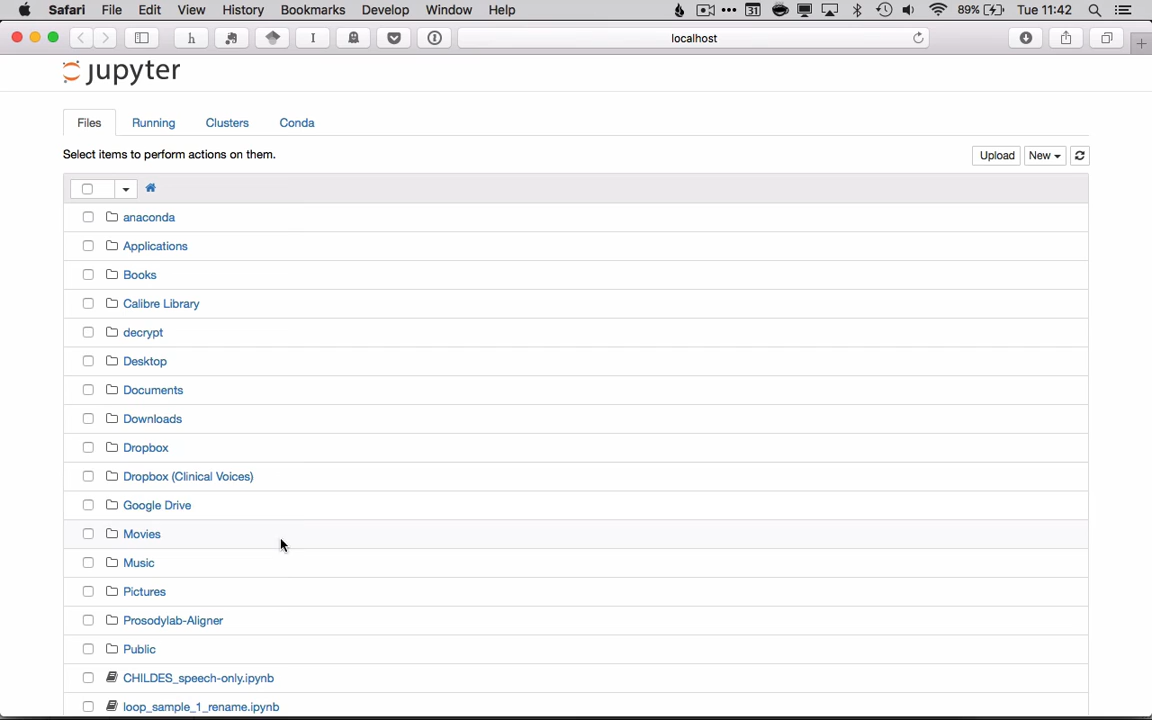 Safari File Edit View History Bookmarks Develop Window Help 31 89% Tue 11:42
h I localhost
jupyter
Files Running Clusters Conda
Select items to perform actions on them. Upload New
anaconda
Applications
Books
Calibre Library
decrypt
Desktop
Documents
Downloads
Dropbox
Dropbox (Clinical Voices)
Google Drive
Movies
Music
Pictures
Prosodylab-Aligner
Public
CHILDES_speech-only.ipynb
loop_sample_1_rename.ipynb